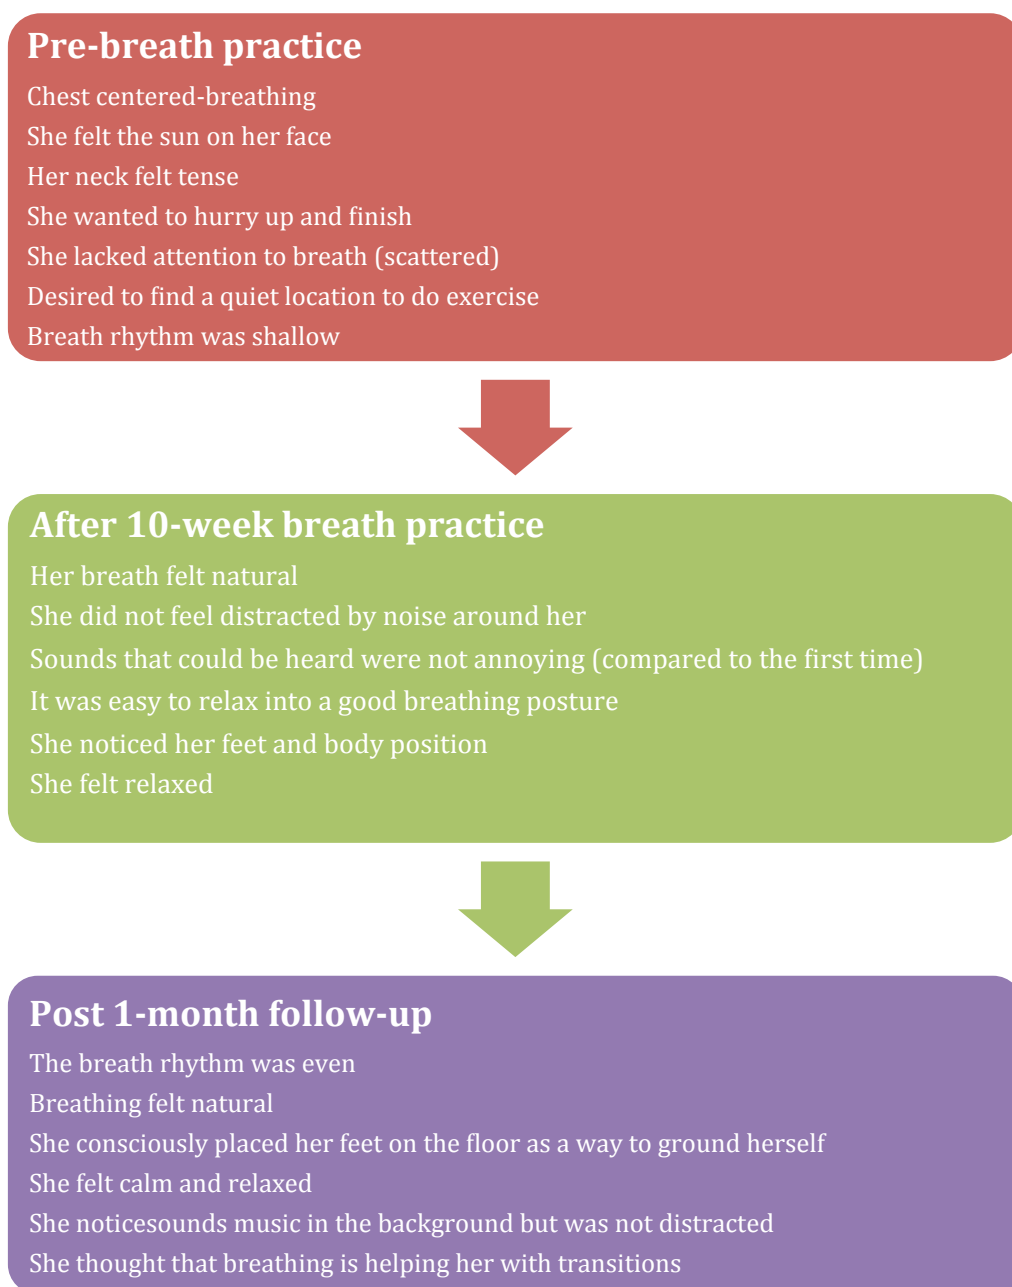 Pre-breath practice
Chest centered-breathing
She felt the sun on her face
Her neck felt tense
She wanted to hurry up and finish
She lacked attention to breath (scattered)
Desired to find a quiet location to do exercise
Breath rhythm was shallow
After 10-week breath practice
Her breath felt natural
She did not feel distracted by noise around her
Sounds that could be heard were not annoying (compared to the first time)
It was easy to relax into a good breathing posture
She noticed her feet and body position
She felt relaxed
Post 1-month follow-up
The breath rhythm was even
Breathing felt natural
She consciously placed her feet on the floor as a way to ground herself
She felt calm and relaxed
She noticesounds music in the background but was not distracted
She thought that breathing is helping her with transitions